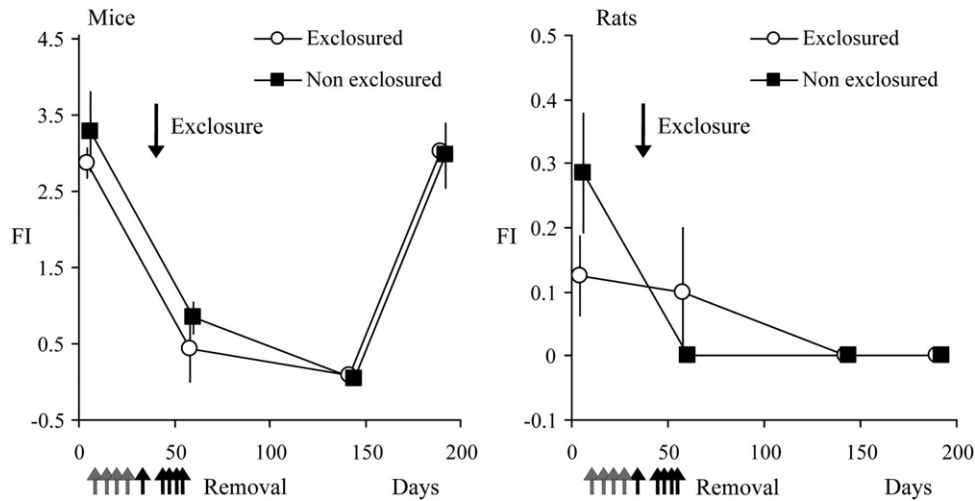 Mice
4.5
3.5
2.5
1.5
0.5
-0.5
FI
Exclosured
Non exclosured
Exclosure
0 50 100 150 200
Removal Days
Rats
0.5
0.4
0.3
0.2
0.1
0
-0.1
FI
Exclosured
Non exclosured
Exclosure
0 50 100 150 200
Removal Days